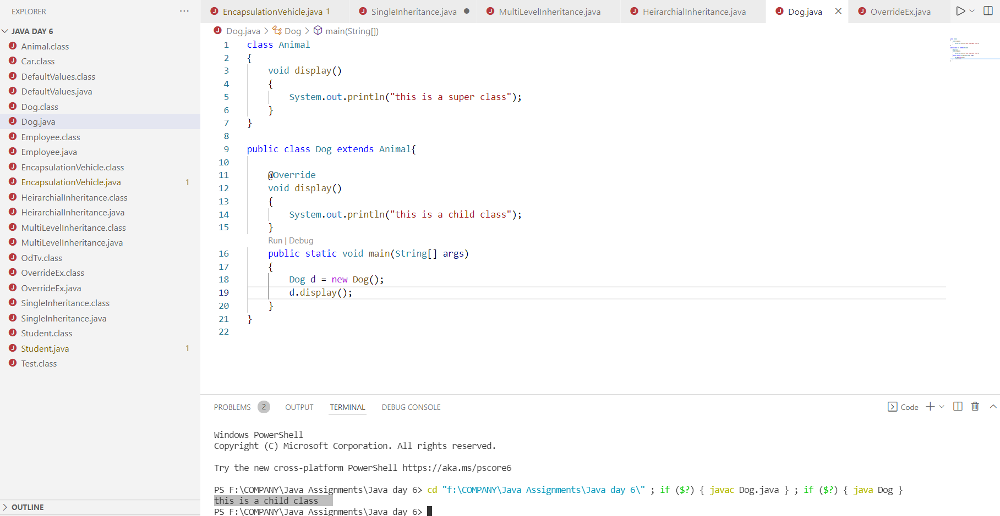 EXPLORER
JAVA DAY 6
Animal.class
Car.class
DefaultValues.class
DefaultValues.java
Dog.class
Dog.java
Employee.class
Employee.java
EncapsulationVehicle.class
EncapsulationVehicle.java 1
HeirarchialInheritance.class
HeirarchialInheritance.java
MultiLevelInheritance.class
MultiLevelInheritance.java
OdTv.class
OverrideEx.class
OverrideEx.java
SingleInheritance.class
SingleInheritance.java
Student.class
Student.java 1
Test.class
OUTLINE
EncapsulationVehicle.java 1 SingleInheritance.java MultiLevelInheritance.java HeirarchialInheritance.java Dog.java OverrideEx.java
Dog.java > Dog > main(String[])
1 class Animal
2 {
3 void display()
4 {
5 System.out.println("this is a super class");
6 }
7 }
8
9 public class Dog extends Animal{
10
11 @Override
12 void display()
13 {
14 System.out.println("this is a child class");
15 }
Run | Debug
16 public static void main(String[] args)
17 {
18 Dog d = new Dog();
19 d.display();
20 }
21 }
22
PROBLEMS 2 OUTPUT TERMINAL DEBUG CONSOLE Code
Windows PowerShell
Copyright (C) Microsoft Corporation. All rights reserved.
Try the new cross-platform PowerShell https://aka.ms/pscore6
PS F:\COMPANY\Java Assignments\Java day 6> cd "f:\COMPANY\Java Assignments\Java day 6\" ; if ($?) { javac Dog.java } ; if ($?) { java Dog }
this is a child class
PS F:\COMPANY\Java Assignments\Java day 6>